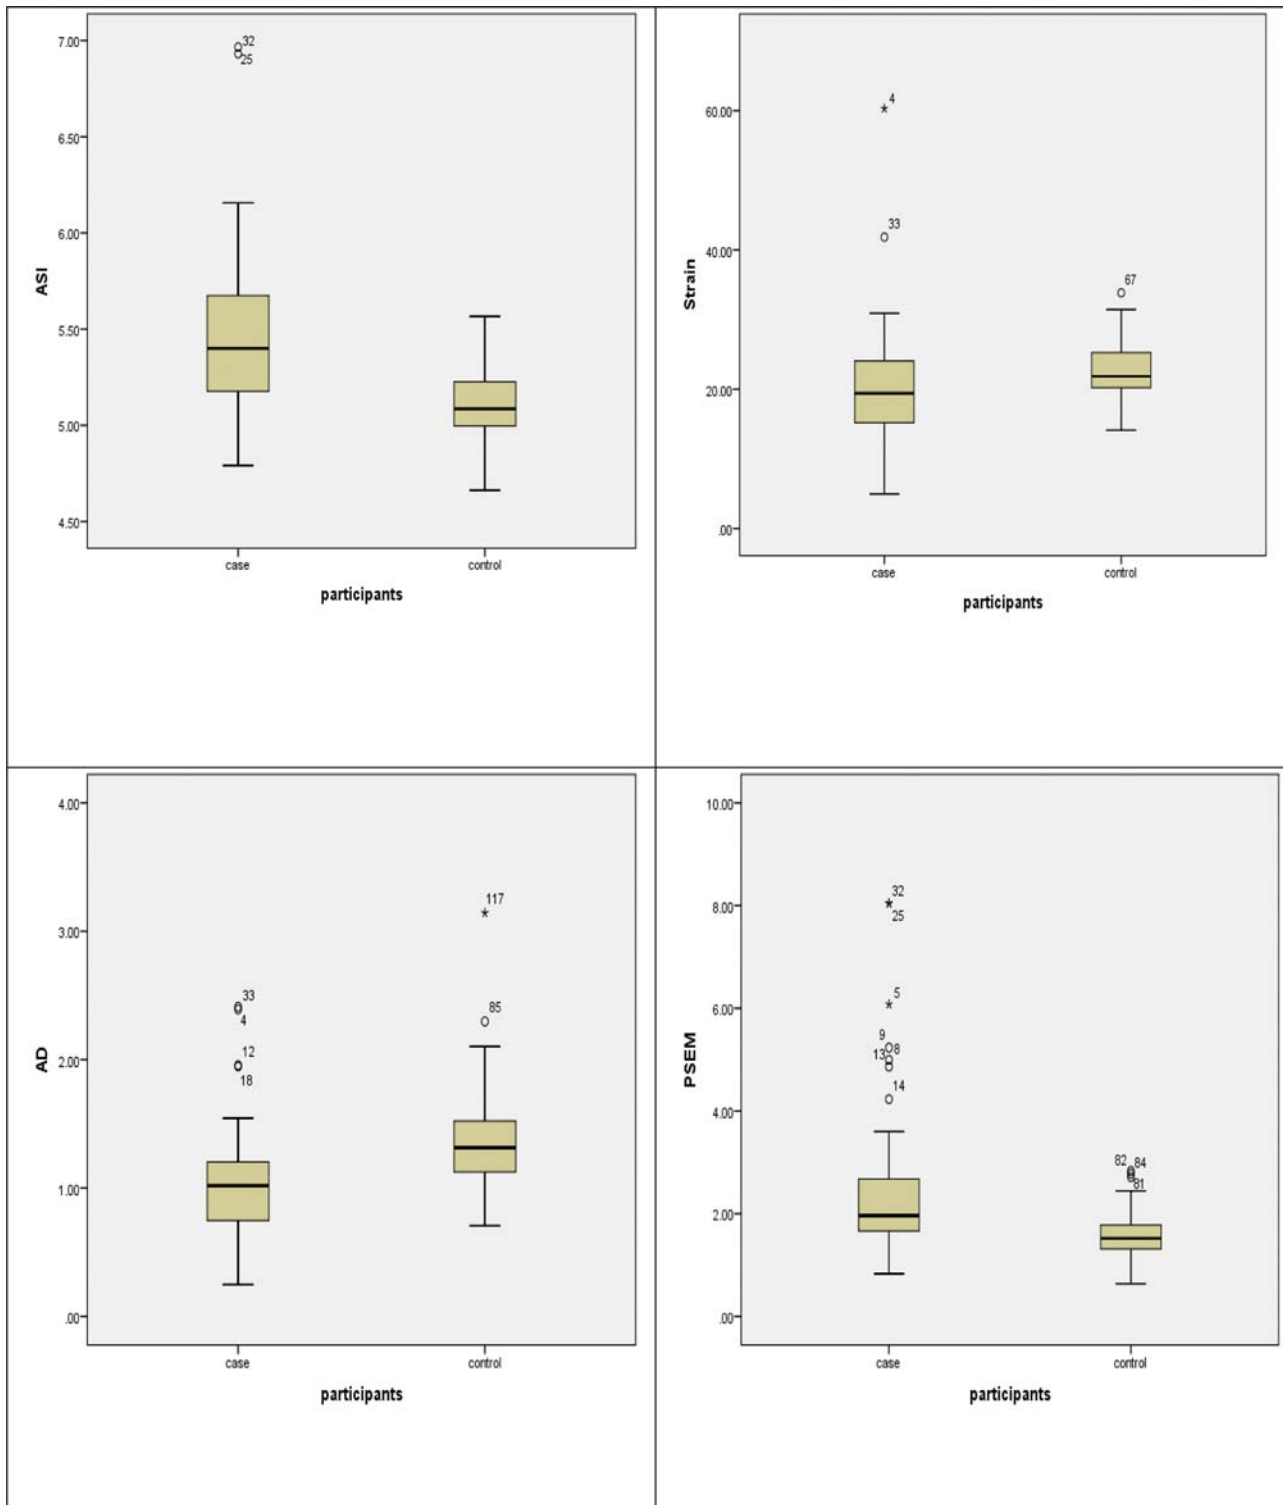 7.00
32
25
6.50
6.00
ASI
5.50
5.00
4.50
case
control
participants
4
60.00
33
40.00
Strain
67
20.00
.00
case
control
participants
4.00
117
3.00
33
4
85
AD
2.00
12
18
1.00
.00
case
control
participants
10.00
32
8.00
25
5
6.00
9
13
8
PSEM
14
4.00
82
84
81
2.00
.00
case
control
participants